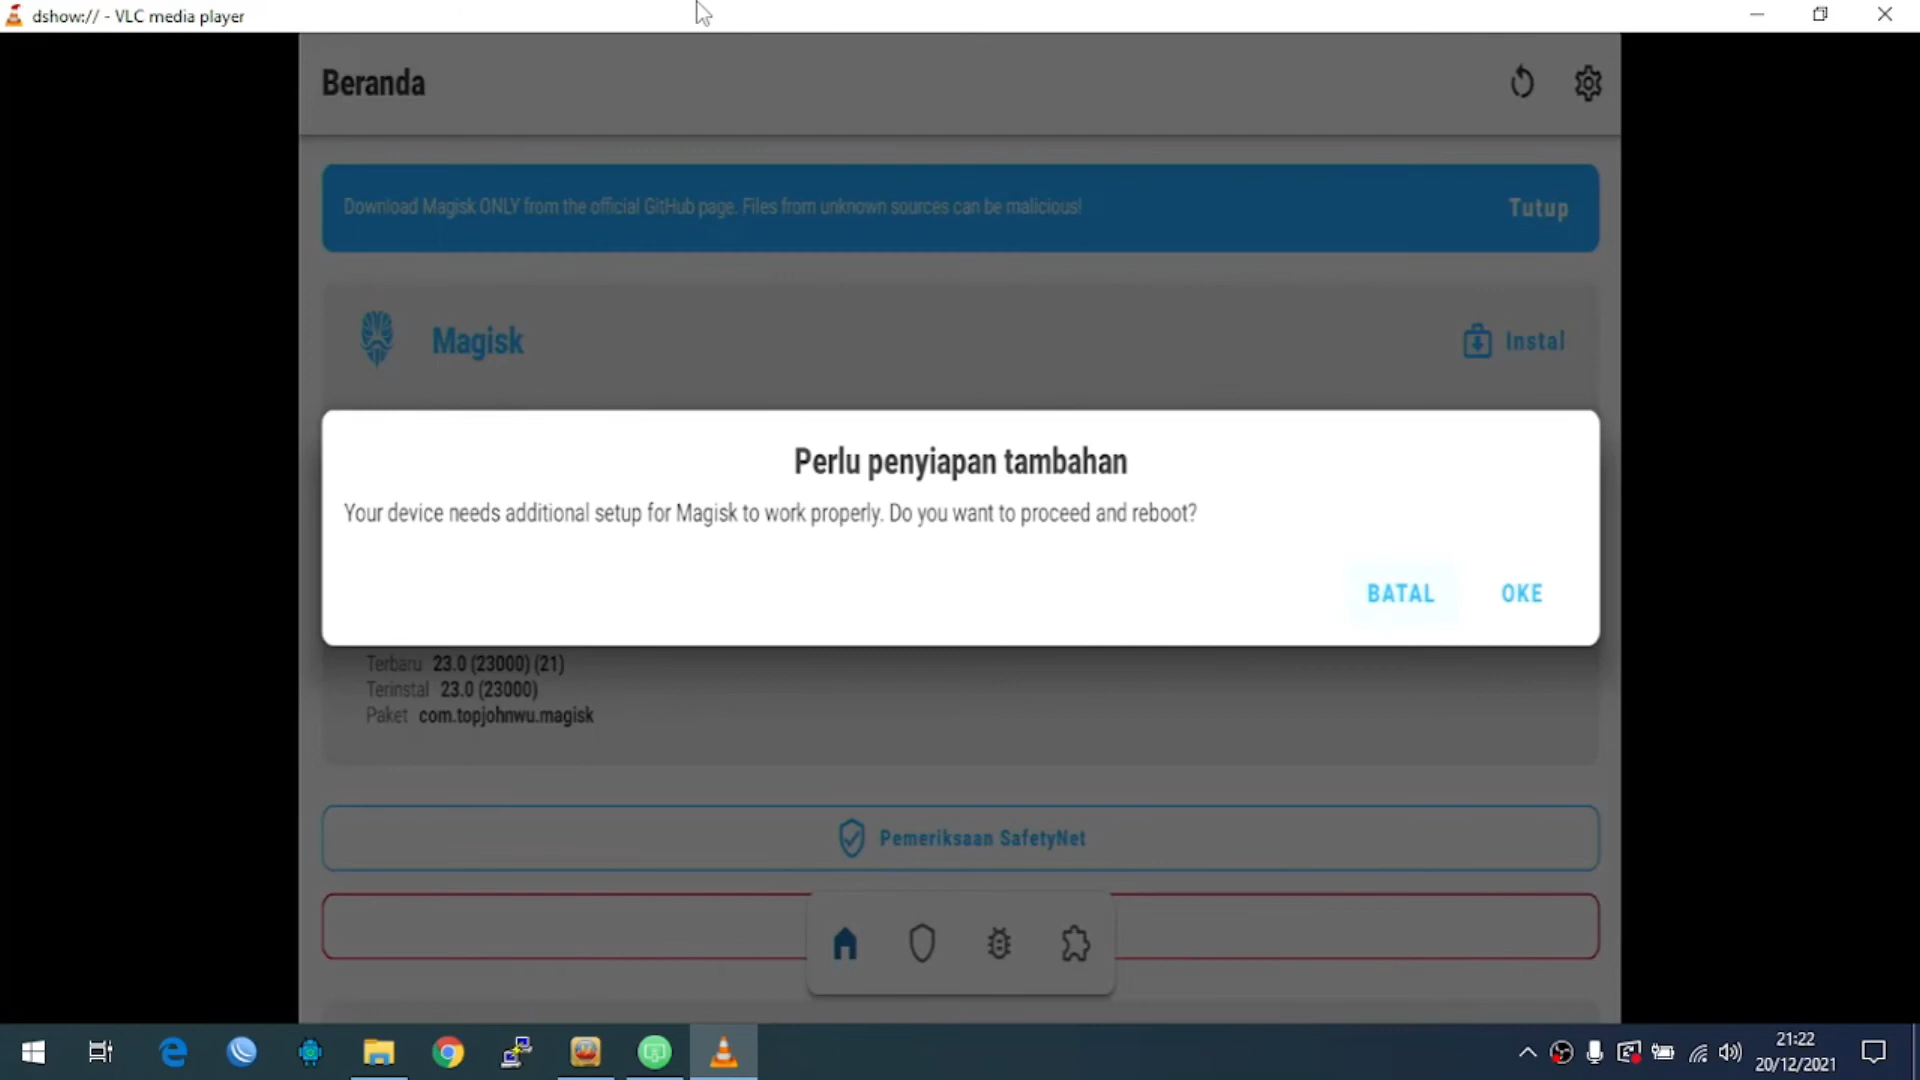 dshow:// - VLC media player
Beranda
Download Magisk ONLY from the official GitHub page. Files from unknown sources can be malicious!
Tutup
Magisk
Instal
Perlu penyiapan tambahan
Your device needs additional setup for Magisk to work properly. Do you want to proceed and reboot?
BATAL
OKE
Terbaru 23.0 (23000) (21)
Terinstal 23.0 (23000)
Paket com.topjohnwu.magisk
Pemeriksaan SafetyNet
21:22
20/12/2021